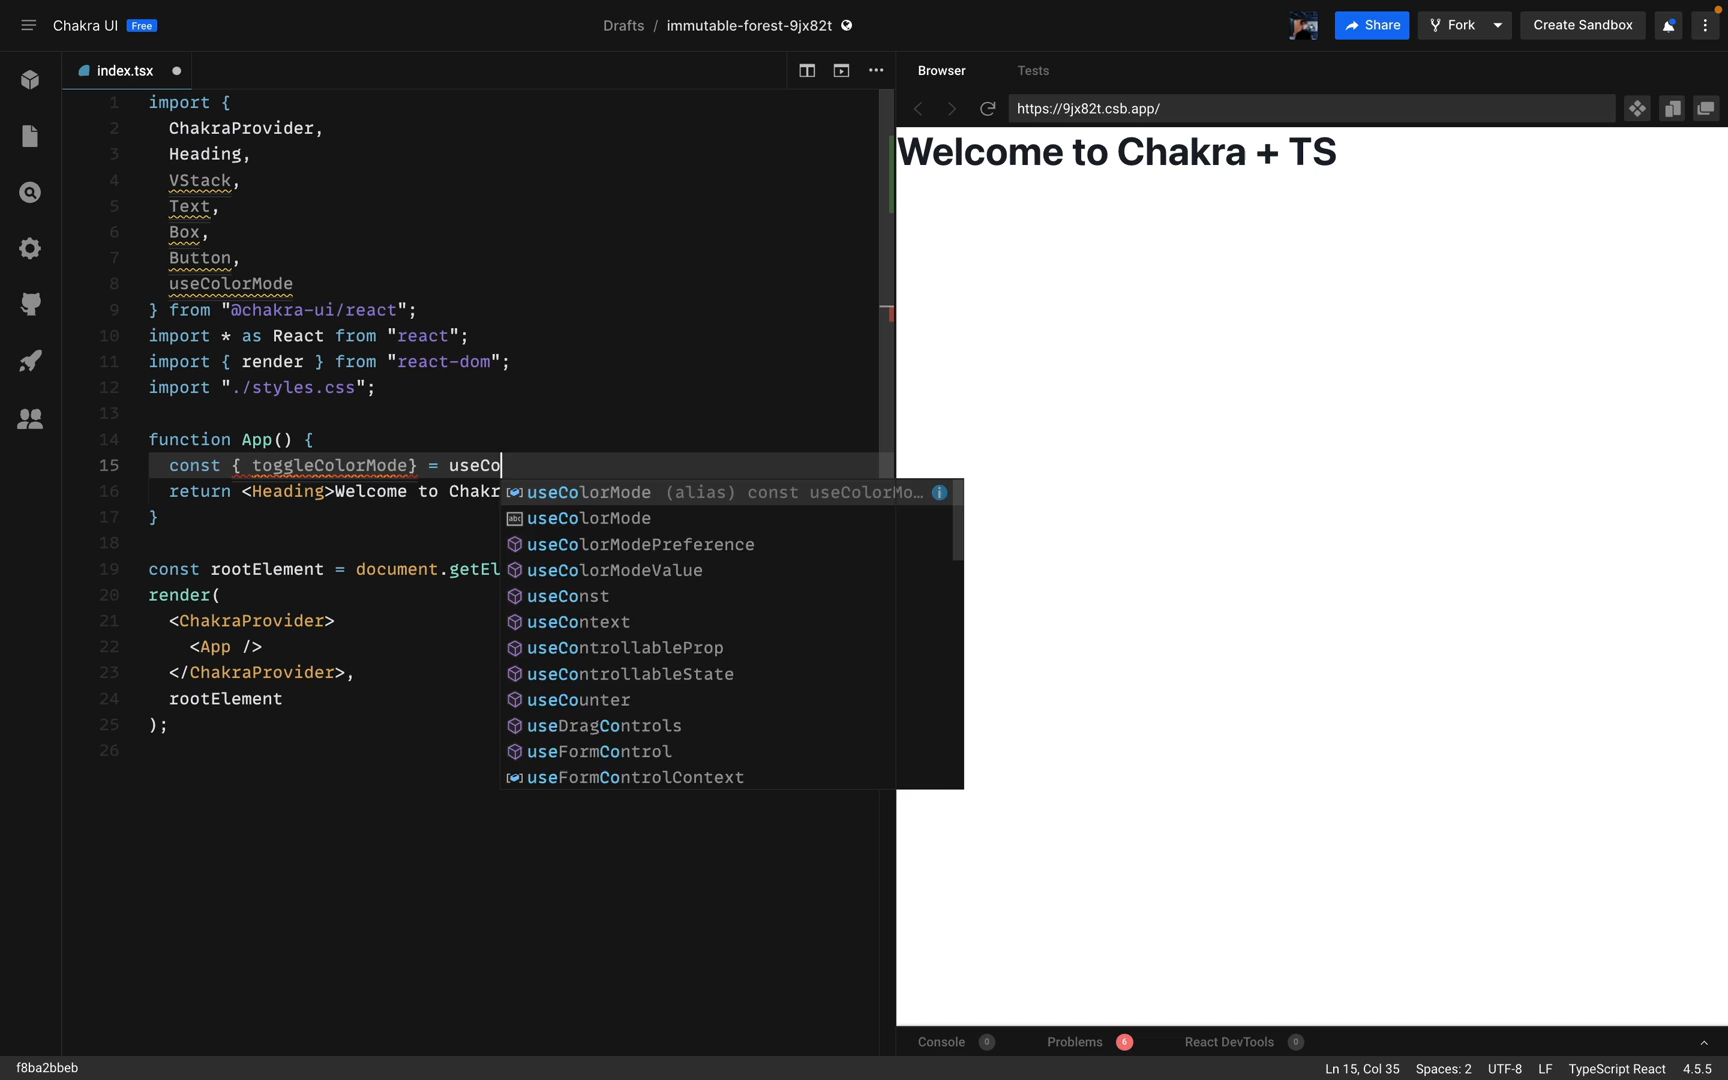 Chakra UI Free
Drafts / immutable-forest-9jx82t
Share
Fork
Create Sandbox
index.tsx
Browser
Tests
https://9jx82t.csb.app/
1 import {
2 ChakraProvider,
3 Heading,
4 VStack,
5 Text,
6 Box,
7 Button,
8 useColorMode
9 } from "@chakra-ui/react";
10 import * as React from "react";
11 import { render } from "react-dom";
12 import "./styles.css";
13
14 function App() {
15 const { toggleColorMode} = useCo
16 return <Heading>Welcome to Chakr
17 }
18
19 const rootElement = document.getEl
20 render(
21 <ChakraProvider>
22 <App />
23 </ChakraProvider>,
24 rootElement
25 );
26
useColorMode (alias) const useColorMo…
abc useColorMode
useColorModePreference
useColorModeValue
useConst
useContext
useControllableProp
useControllableState
useCounter
useDragControls
useFormControl
useFormControlContext
Welcome to Chakra + TS
Console 0
Problems 6
React DevTools 0
f8ba2bbeb
Ln 15, Col 35
Spaces: 2
UTF-8
LF
TypeScript React
4.5.5